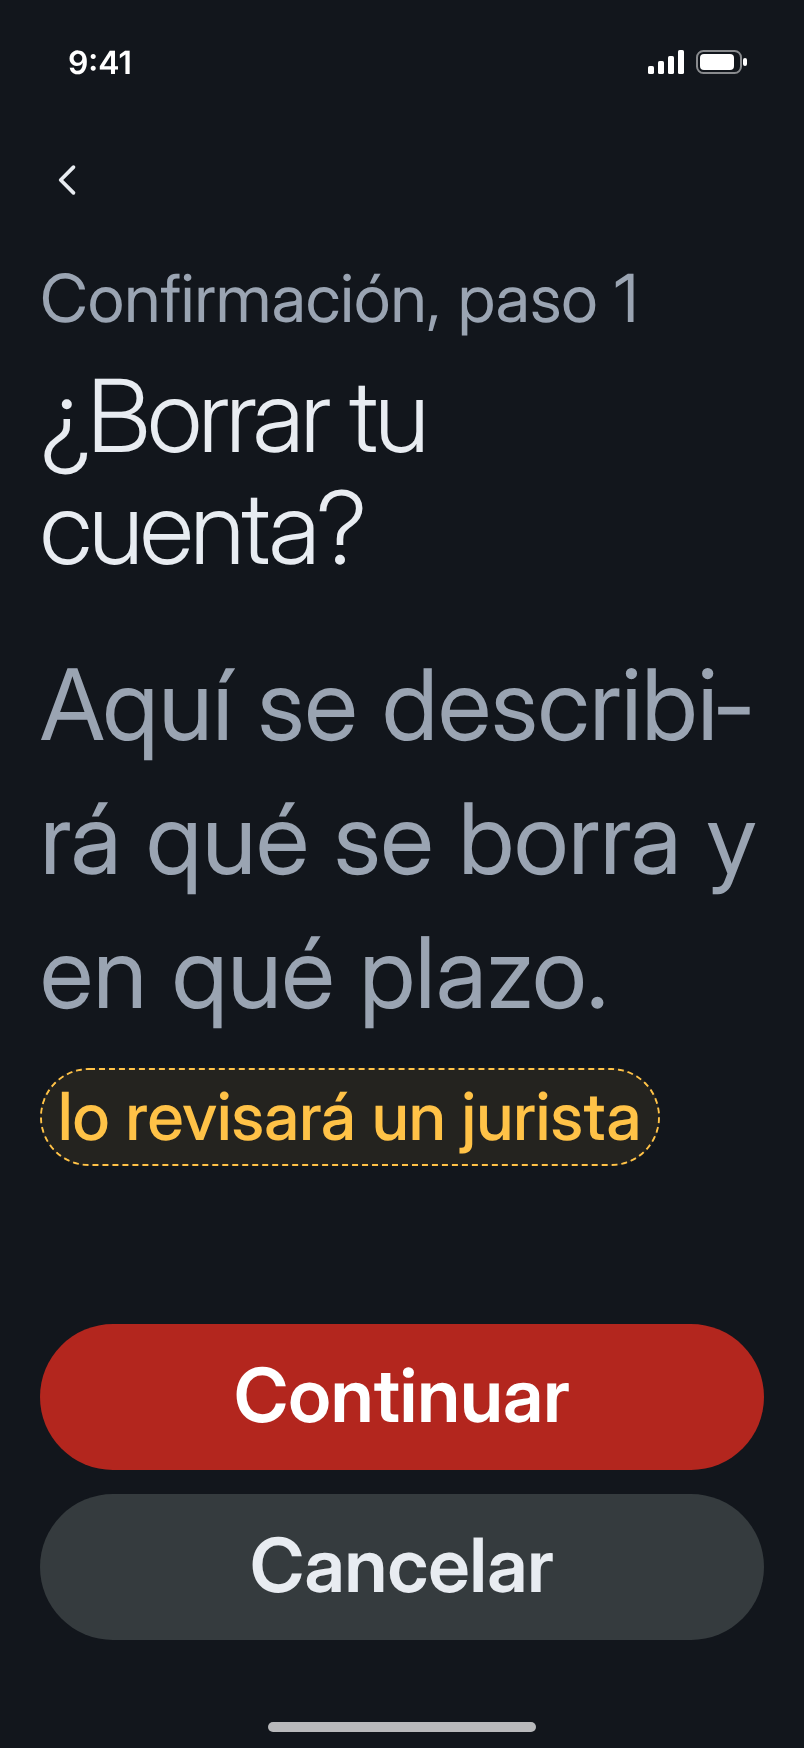 9:41
Confirmación, paso 1
¿Borrar tu
cuenta?
Aquí se describi-
rá qué se borra y
en qué plazo.
lo revisará un jurista
Continuar
Cancelar